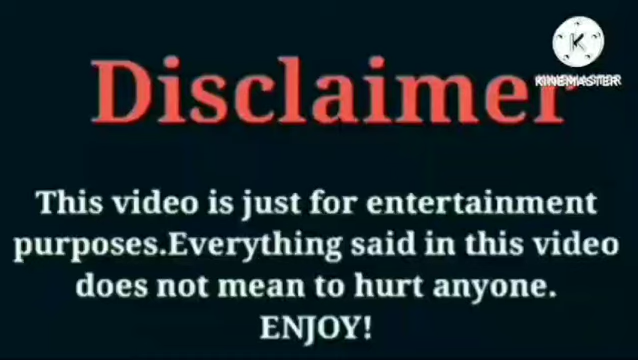 K
KINEMASTER
Disclaimer
This video is just for entertainment
purposes.Everything said in this video
does not mean to hurt anyone.
ENJOY!